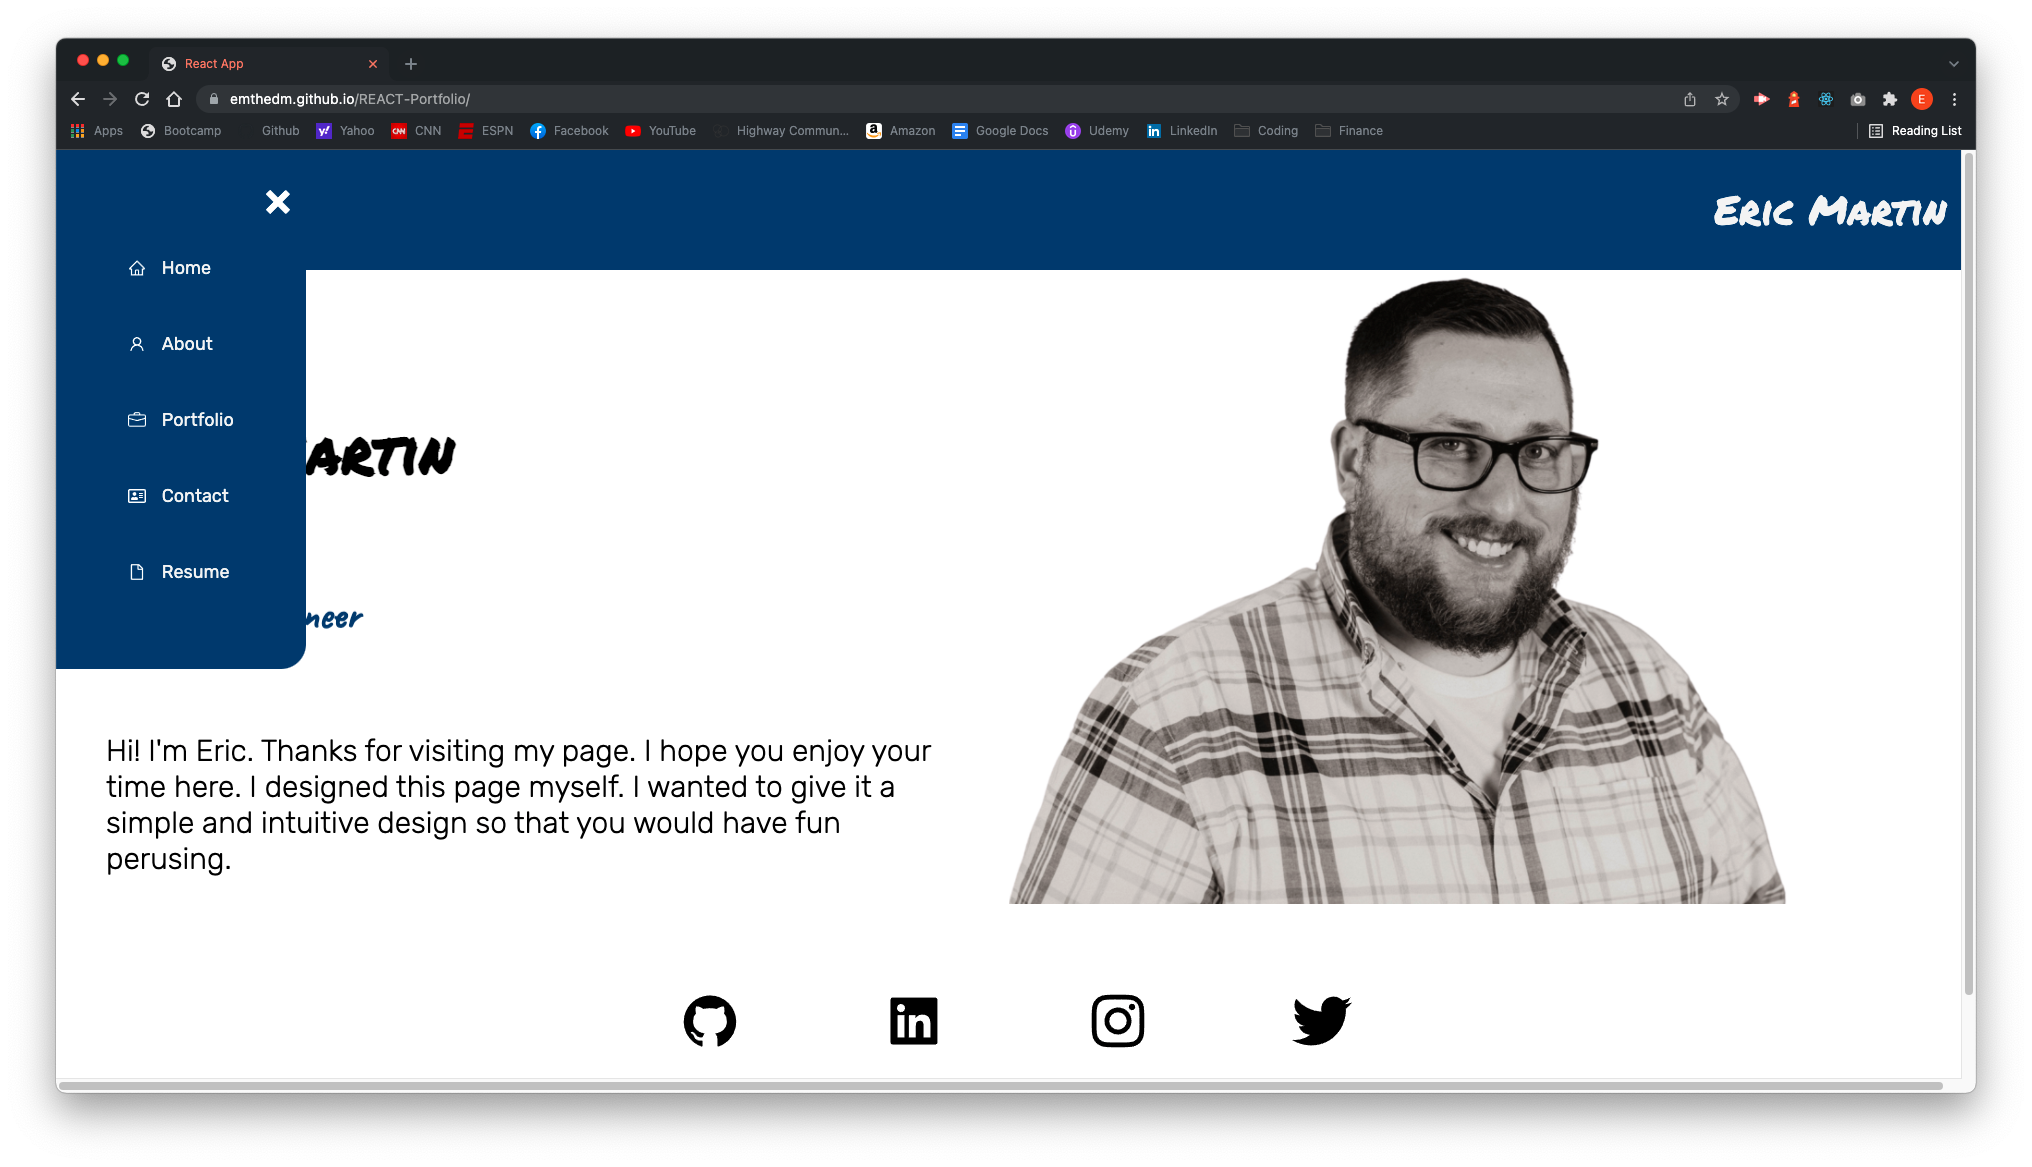 React App
emthedm.github.io/REACT-Portfolio/
Apps Bootcamp Github Yahoo CNN ESPN Facebook YouTube Highway Commun... Amazon Google Docs Udemy LinkedIn Coding Finance Reading List
Eric Martin
Home
About
Portfolio
artin
Contact
Resume
neer
Hi! I'm Eric. Thanks for visiting my page. I hope you enjoy your
time here. I designed this page myself. I wanted to give it a
simple and intuitive design so that you would have fun
perusing.